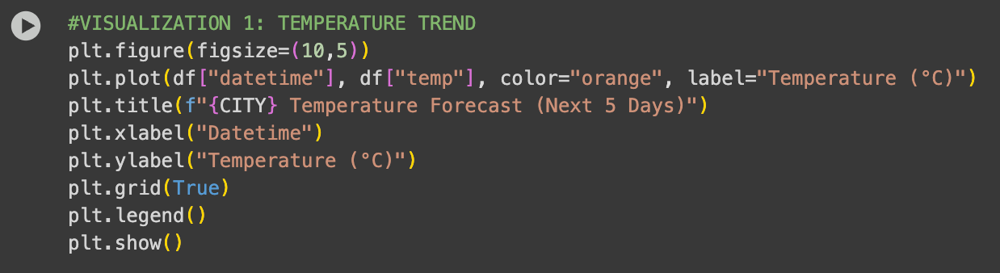 #VISUALIZATION 1: TEMPERATURE TREND
plt.figure(figsize=(10,5))
plt.plot(df["datetime"], df["temp"], color="orange", label="Temperature (°C)")
plt.title(f"{CITY} Temperature Forecast (Next 5 Days)")
plt.xlabel("Datetime")
plt.ylabel("Temperature (°C)")
plt.grid(True)
plt.legend()
plt.show()